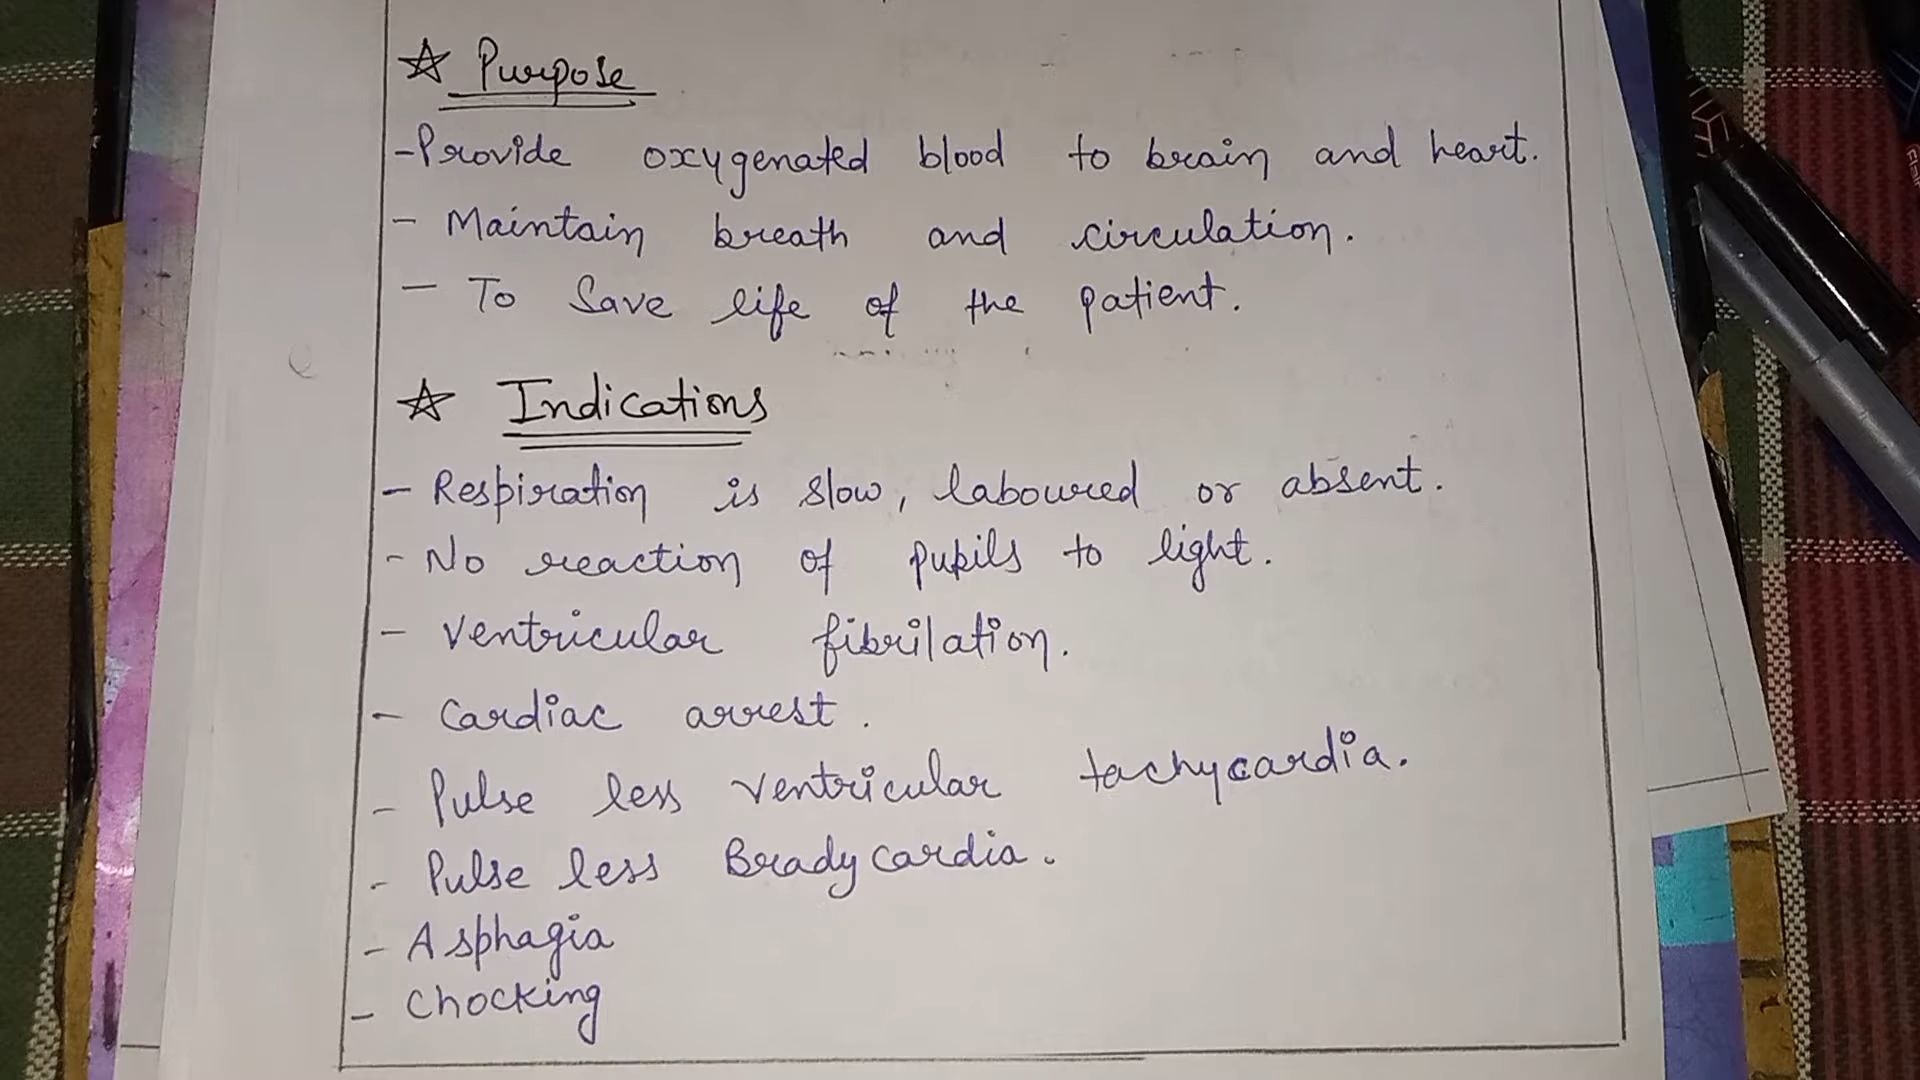 ☆ Purpose
- Provide oxygenated blood to brain and heart.
- Maintain breath and circulation.
- To Save life of the patient.
☆ Indications
- Respiration is slow, laboured or absent.
- No reaction of pupils to light.
- Ventricular fibrilation.
- Cardiac arrest.
- Pulse less ventricular tachycardia.
- Pulse less Bradycardia.
- Asphagia
- Chocking